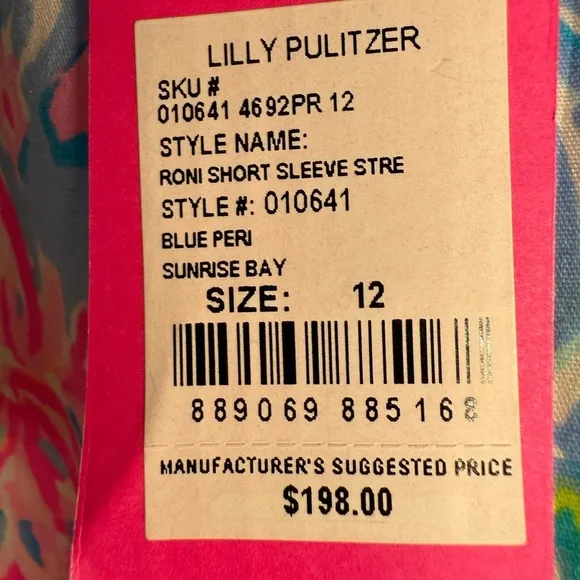 LILLY PULITZER
SKU #
010641 4692PR 12
STYLE NAME:
RONI SHORT SLEEVE STRE
STYLE #: 010641
BLUE PERI
SUNRISE BAY
SIZE: 12
889069 885168
MANUFACTURER'S SUGGESTED PRICE
$198.00